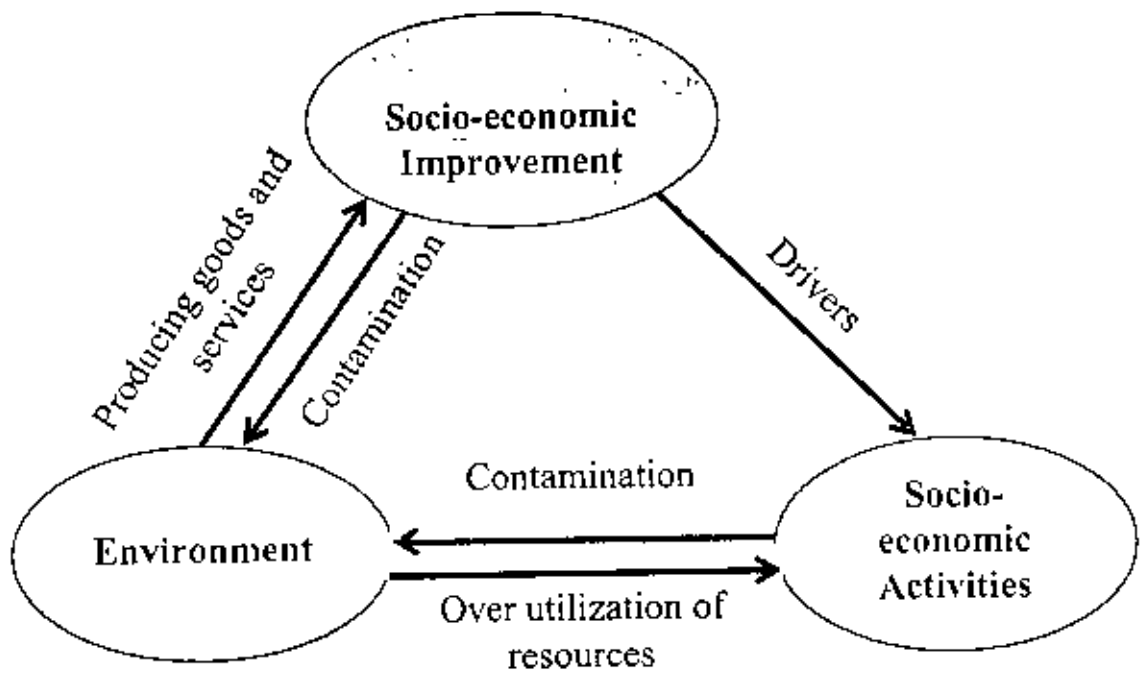 Socio-economic
Improvement
Producing goods and
services
Contamination
Drivers
Contamination
Environment
Socio-
economic
Activities
Over utilization of
resources